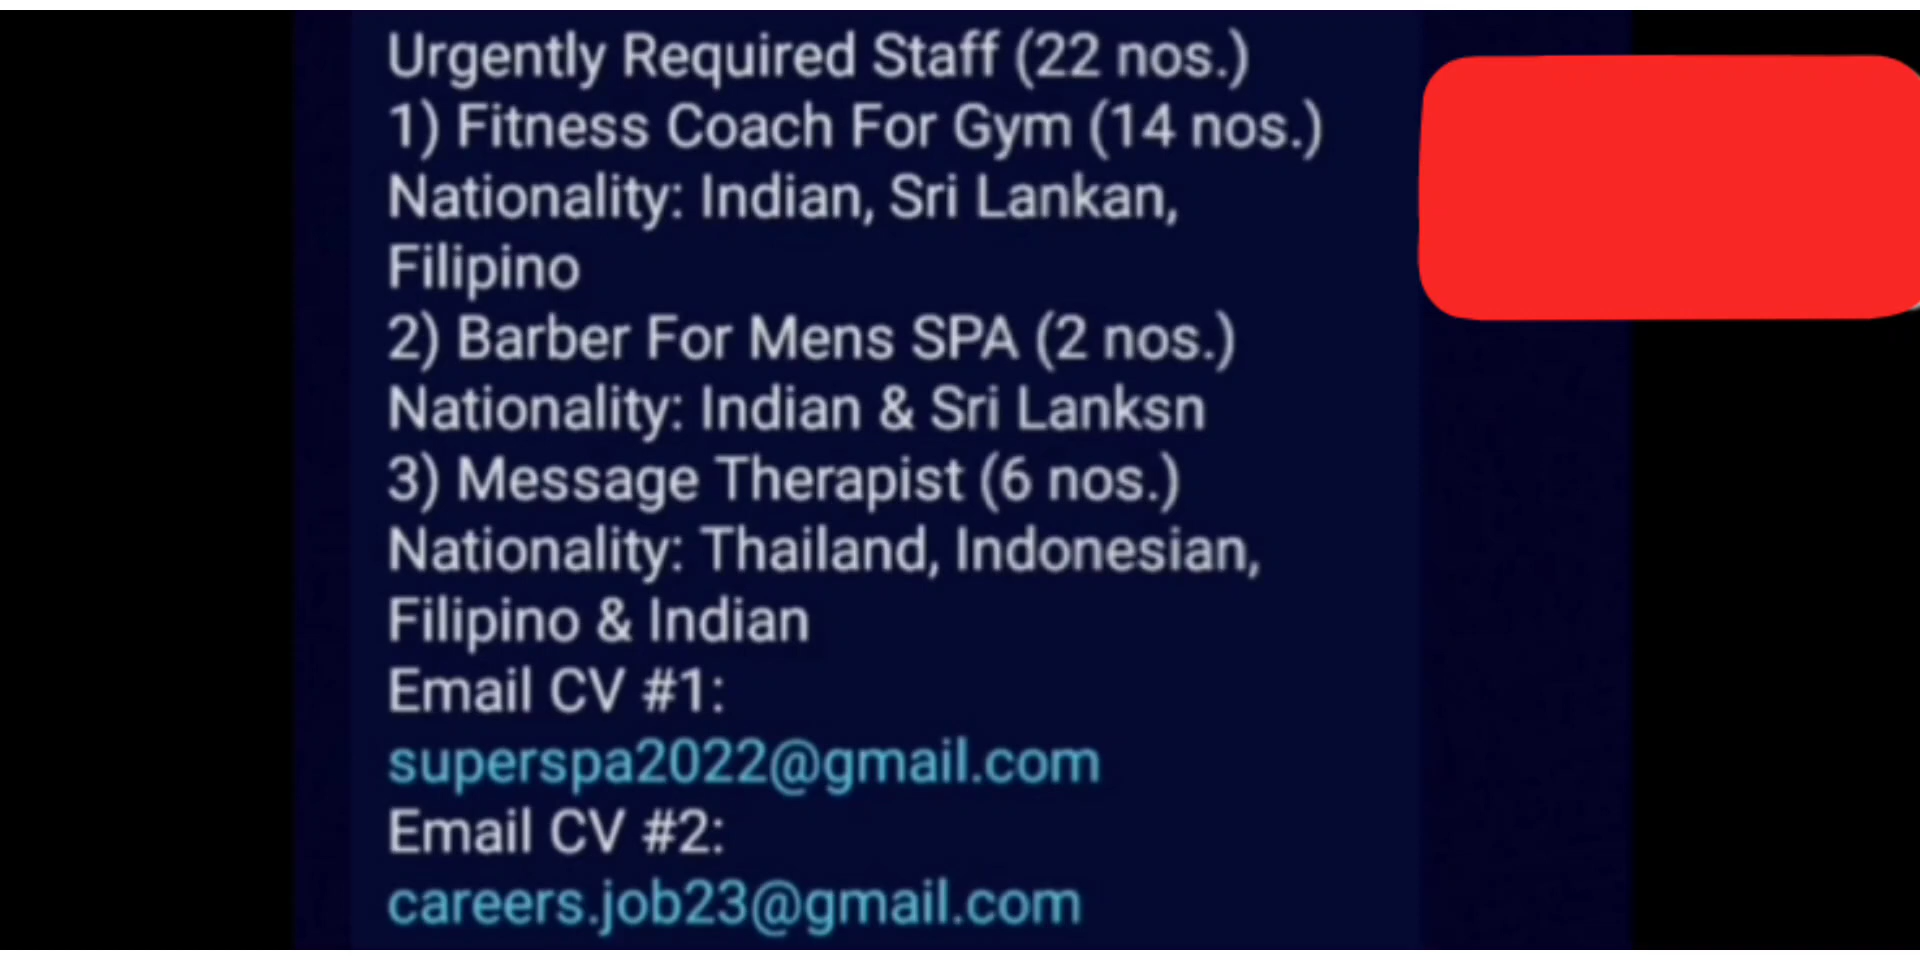 Urgently Required Staff (22 nos.)
1) Fitness Coach For Gym (14 nos.)
Nationality: Indian, Sri Lankan,
Filipino
2) Barber For Mens SPA (2 nos.)
Nationality: Indian & Sri Lanksn
3) Message Therapist (6 nos.)
Nationality: Thailand, Indonesian,
Filipino & Indian
Email CV #1:
superspa2022@gmail.com
Email CV #2:
careers.job23@gmail.com